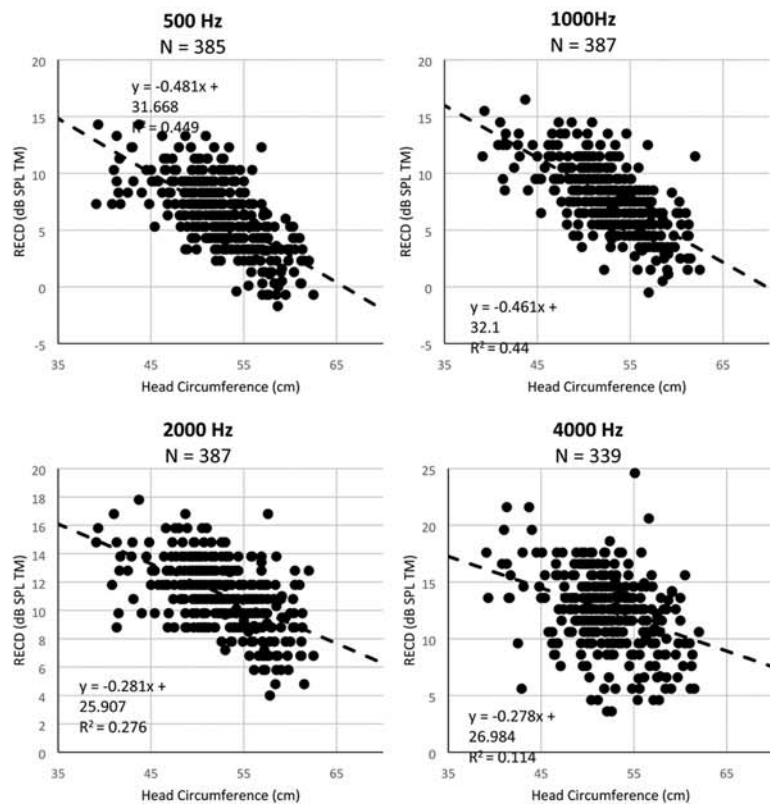 500 Hz
N = 385
20
15
10
5
0
-5
y = -0.481x +
31.668
R² = 0.449
RECD (dB SPL TM)
35 45 55 65
Head Circumference (cm)
1000Hz
N = 387
20
15
10
5
0
-5
y = -0.461x +
32.1
R² = 0.44
RECD (dB SPL TM)
35 45 55 65
Head Circumference (cm)
2000 Hz
N = 387
20
18
16
14
12
10
8
6
4
2
0
y = -0.281x +
25.907
R² = 0.276
RECD (dB SPL TM)
35 45 55 65
Head Circumference (cm)
4000 Hz
N = 339
25
20
15
10
5
0
y = -0.278x +
26.984
R² = 0.114
RECD (dB SPL TM)
35 45 55 65
Head Circumference (cm)